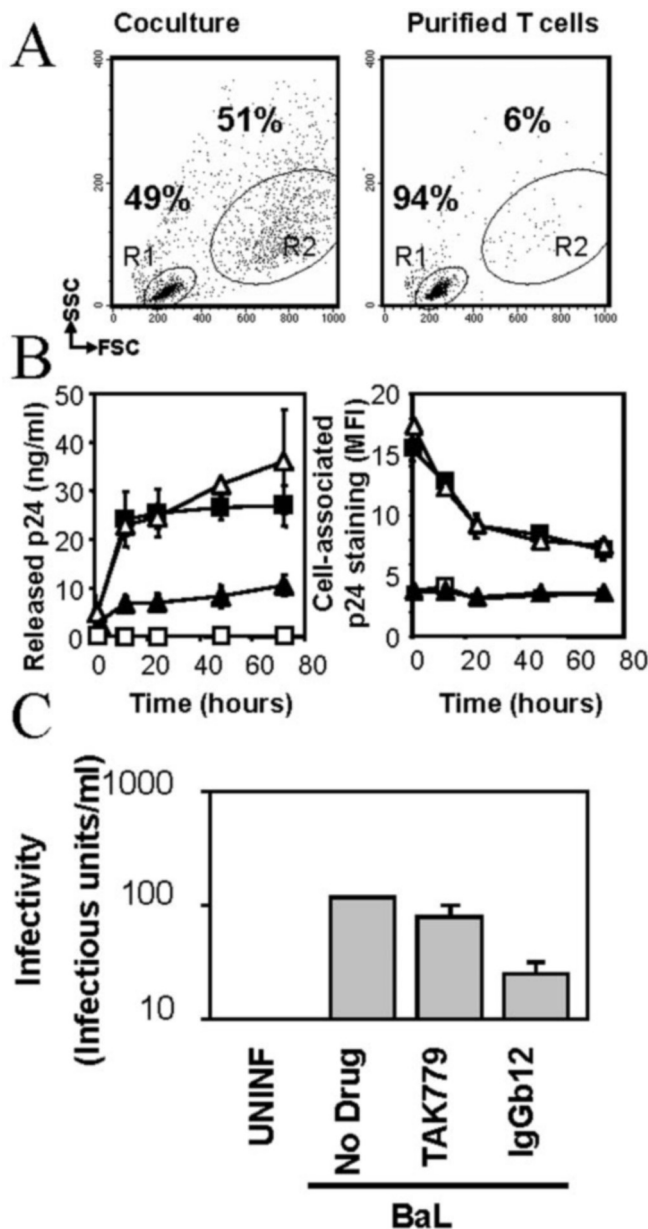 A
Coculture
Purified T cells
400
200
0
51%
49%
R1
R2
0 200 400 600 800 1000
400
200
0
6%
94%
R1
R2
0 200 400 600 800 1000
SSC
FSC
B
Released p24 (ng/ml)
50
40
30
20
10
0
0 20 40 60 80
Time (hours)
Cell-associated
p24 staining (MFI)
20
15
10
5
0
0 20 40 60 80
Time (hours)
C
Infectivity
(Infectious units/ml)
1000
100
10
UNINF
No Drug
TAK779
IgGb12
BaL